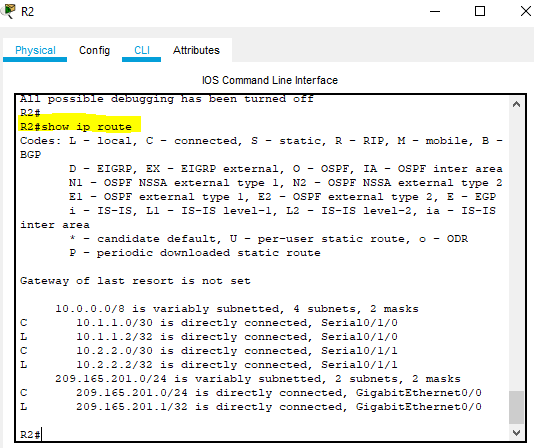 R2
Physical Config CLI Attributes
IOS Command Line Interface
All possible debugging has been turned off
R2#
R2#show ip route
Codes: L - local, C - connected, S - static, R - RIP, M - mobile, B -
BGP
D - EIGRP, EX - EIGRP external, O - OSPF, IA - OSPF inter area
N1 - OSPF NSSA external type 1, N2 - OSPF NSSA external type 2
E1 - OSPF external type 1, E2 - OSPF external type 2, E - EGP
i - IS-IS, L1 - IS-IS level-1, L2 - IS-IS level-2, ia - IS-IS
inter area
* - candidate default, U - per-user static route, o - ODR
P - periodic downloaded static route
Gateway of last resort is not set
10.0.0.0/8 is variably subnetted, 4 subnets, 2 masks
C 10.1.1.0/30 is directly connected, Serial0/1/0
L 10.1.1.2/32 is directly connected, Serial0/1/0
C 10.2.2.0/30 is directly connected, Serial0/1/1
L 10.2.2.2/32 is directly connected, Serial0/1/1
209.165.201.0/24 is variably subnetted, 2 subnets, 2 masks
C 209.165.201.0/24 is directly connected, GigabitEthernet0/0
L 209.165.201.1/32 is directly connected, GigabitEthernet0/0
R2#